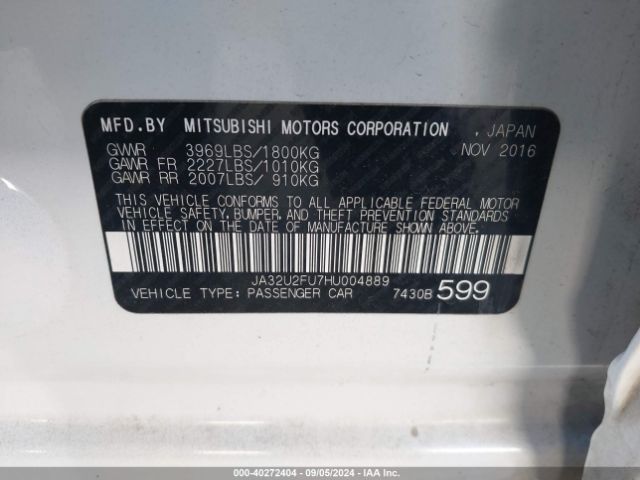 MFD.BY MITSUBISHI MOTORS CORPORATION , JAPAN
GVWR 3969LBS/1800KG NOV 2016
GAWR FR 2227LBS/1010KG
GAWR RR 2007LBS/ 910KG
THIS VEHICLE CONFORMS TO ALL APPLICABLE FEDERAL MOTOR
VEHICLE SAFETY, BUMPER, AND THEFT PREVENTION STANDARDS
IN EFFECT ON THE DATE OF MANUFACTURE SHOWN ABOVE.
JA32U2FU7HU004889
VEHICLE TYPE: PASSENGER CAR 7430B 599
000-40272404 - 09/05/2024 - IAA Inc.